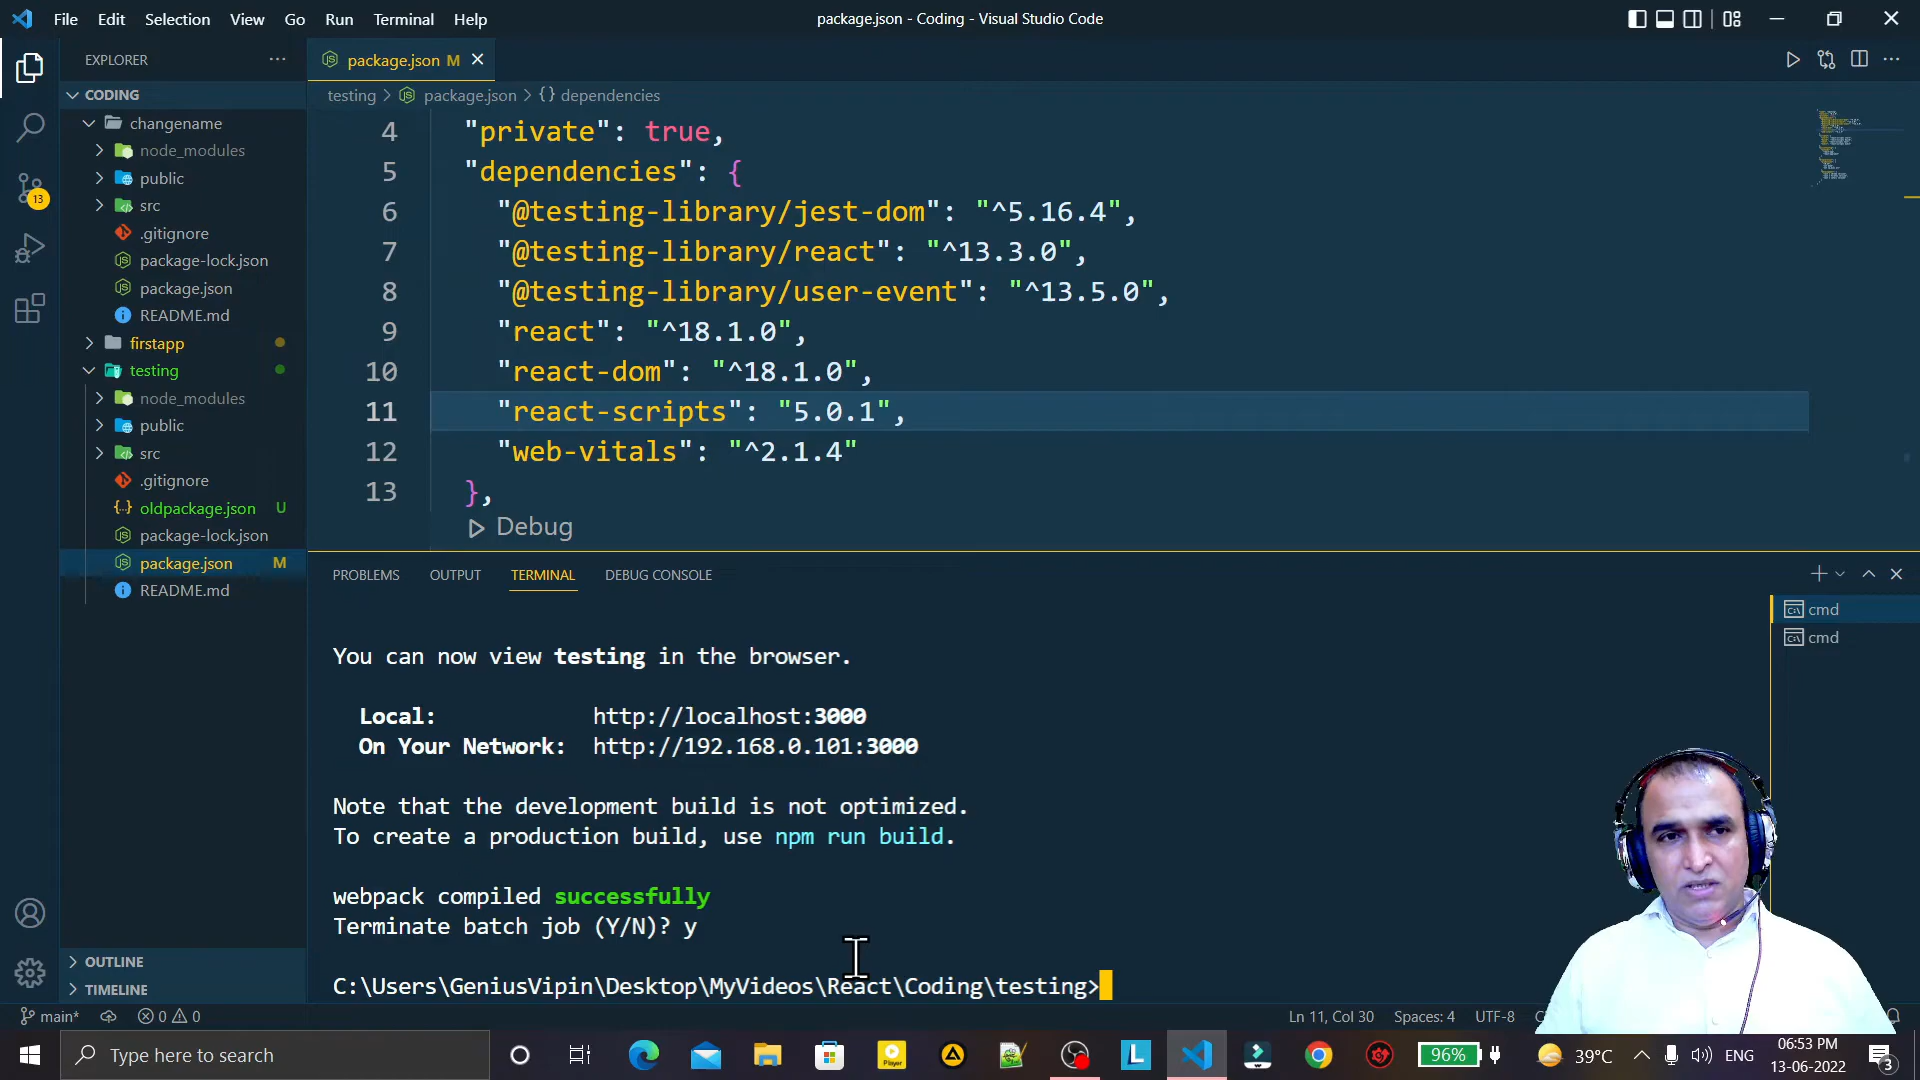 File Edit Selection View Go Run Terminal Help
package.json - Coding - Visual Studio Code
EXPLORER
CODING
changename
node_modules
public
src
.gitignore
package-lock.json
package.json
README.md
firstapp
testing
node_modules
public
src
.gitignore
oldpackage.json U
package-lock.json
package.json M
README.md
OUTLINE
TIMELINE
13
package.json M
testing > package.json > {} dependencies
4 "private": true,
5 "dependencies": {
6 "@testing-library/jest-dom": "^5.16.4",
7 "@testing-library/react": "^13.3.0",
8 "@testing-library/user-event": "^13.5.0",
9 "react": "^18.1.0",
10 "react-dom": "^18.1.0",
11 "react-scripts": "5.0.1",
12 "web-vitals": "^2.1.4"
13 },
Debug
PROBLEMS OUTPUT TERMINAL DEBUG CONSOLE
cmd
cmd
You can now view testing in the browser.
Local: http://localhost:3000
On Your Network: http://192.168.0.101:3000
Note that the development build is not optimized.
To create a production build, use npm run build.
webpack compiled successfully
Terminate batch job (Y/N)? y
C:\Users\GeniusVipin\Desktop\MyVideos\React\Coding\testing>
main* 0 0
Ln 11, Col 30 Spaces: 4 UTF-8
Type here to search
Player
L
96%
39°C
ENG
06:53 PM
13-06-2022
3